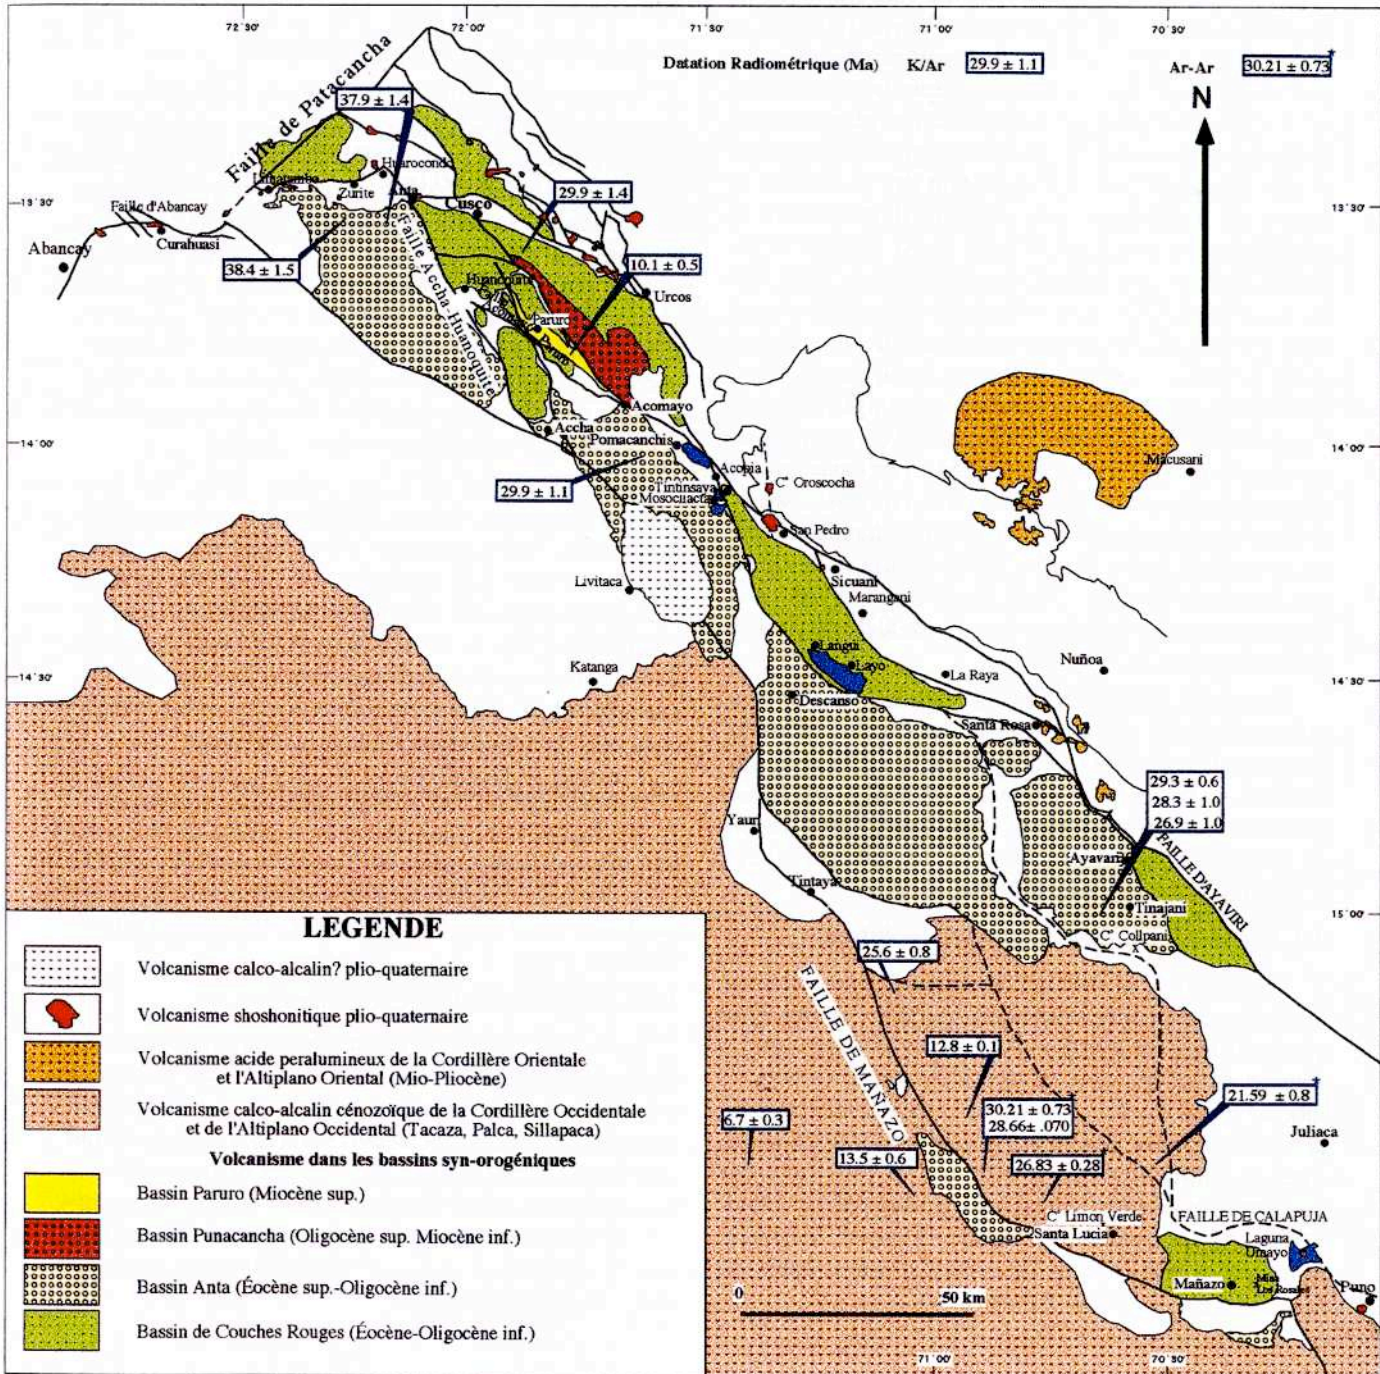 72°30'
72°00'
71°30'
71°00'
70°30'
Datation Radiométrique (Ma) K/Ar 29.9 ± 1.1 Ar-Ar 30.21 ± 0.73*
N
Faille de Patacancha
37.9 ± 1.4
Huarocondo
Limatambo
Zurite
Anta
Cusco
29.9 ± 1.4
13°30'
13°30'
Faille d'Abancay
Abancay
Curahuasi
38.4 ± 1.5
Faille Accha-Huanoquite
Huanoquite
10.1 ± 0.5
Urcos
Paruro
Acomayo
Accha
Pomacanchis
14°00'
14°00'
Acopia
Macusani
29.9 ± 1.1
Tintinsaya
Mosocllacta
C° Oroscocha
San Pedro
Livitaca
Sicuani
Marangani
Katanga
Langui
Layo
La Raya
Nuñoa
14°30'
14°30'
Descanso
Santa Rosa
29.3 ± 0.6
28.3 ± 1.0
26.9 ± 1.0
Yauri
Ayaviri
FAILLE D'AYAVIRI
Tintaya
Tinajani
15°00'
C° Collpani
25.6 ± 0.8
FAILLE DE MAÑAZO
12.8 ± 0.1
30.21 ± 0.73
28.66± .070
21.59 ± 0.8
6.7 ± 0.3
13.5 ± 0.6
26.83 ± 0.28
Juliaca
C° Limon Verde
Santa Lucia
FAILLE DE CALAPUJA
Laguna
Umayo
Mañazo
Mina
Los Rosales
Puno
0 50 km
71°00'
70°30'
LEGENDE
Volcanisme calco-alcalin? plio-quaternaire
Volcanisme shoshonitique plio-quaternaire
Volcanisme acide peralumineux de la Cordillère Orientale
et l'Altiplano Oriental (Mio-Pliocène)
Volcanisme calco-alcalin cénozoïque de la Cordillère Occidentale
et de l'Altiplano Occidental (Tacaza, Palca, Sillapaca)
Volcanisme dans les bassins syn-orogéniques
Bassin Paruro (Miocène sup.)
Bassin Punacancha (Oligocène sup. Miocène inf.)
Bassin Anta (Éocène sup.-Oligocène inf.)
Bassin de Couches Rouges (Éocène-Oligocène inf.)